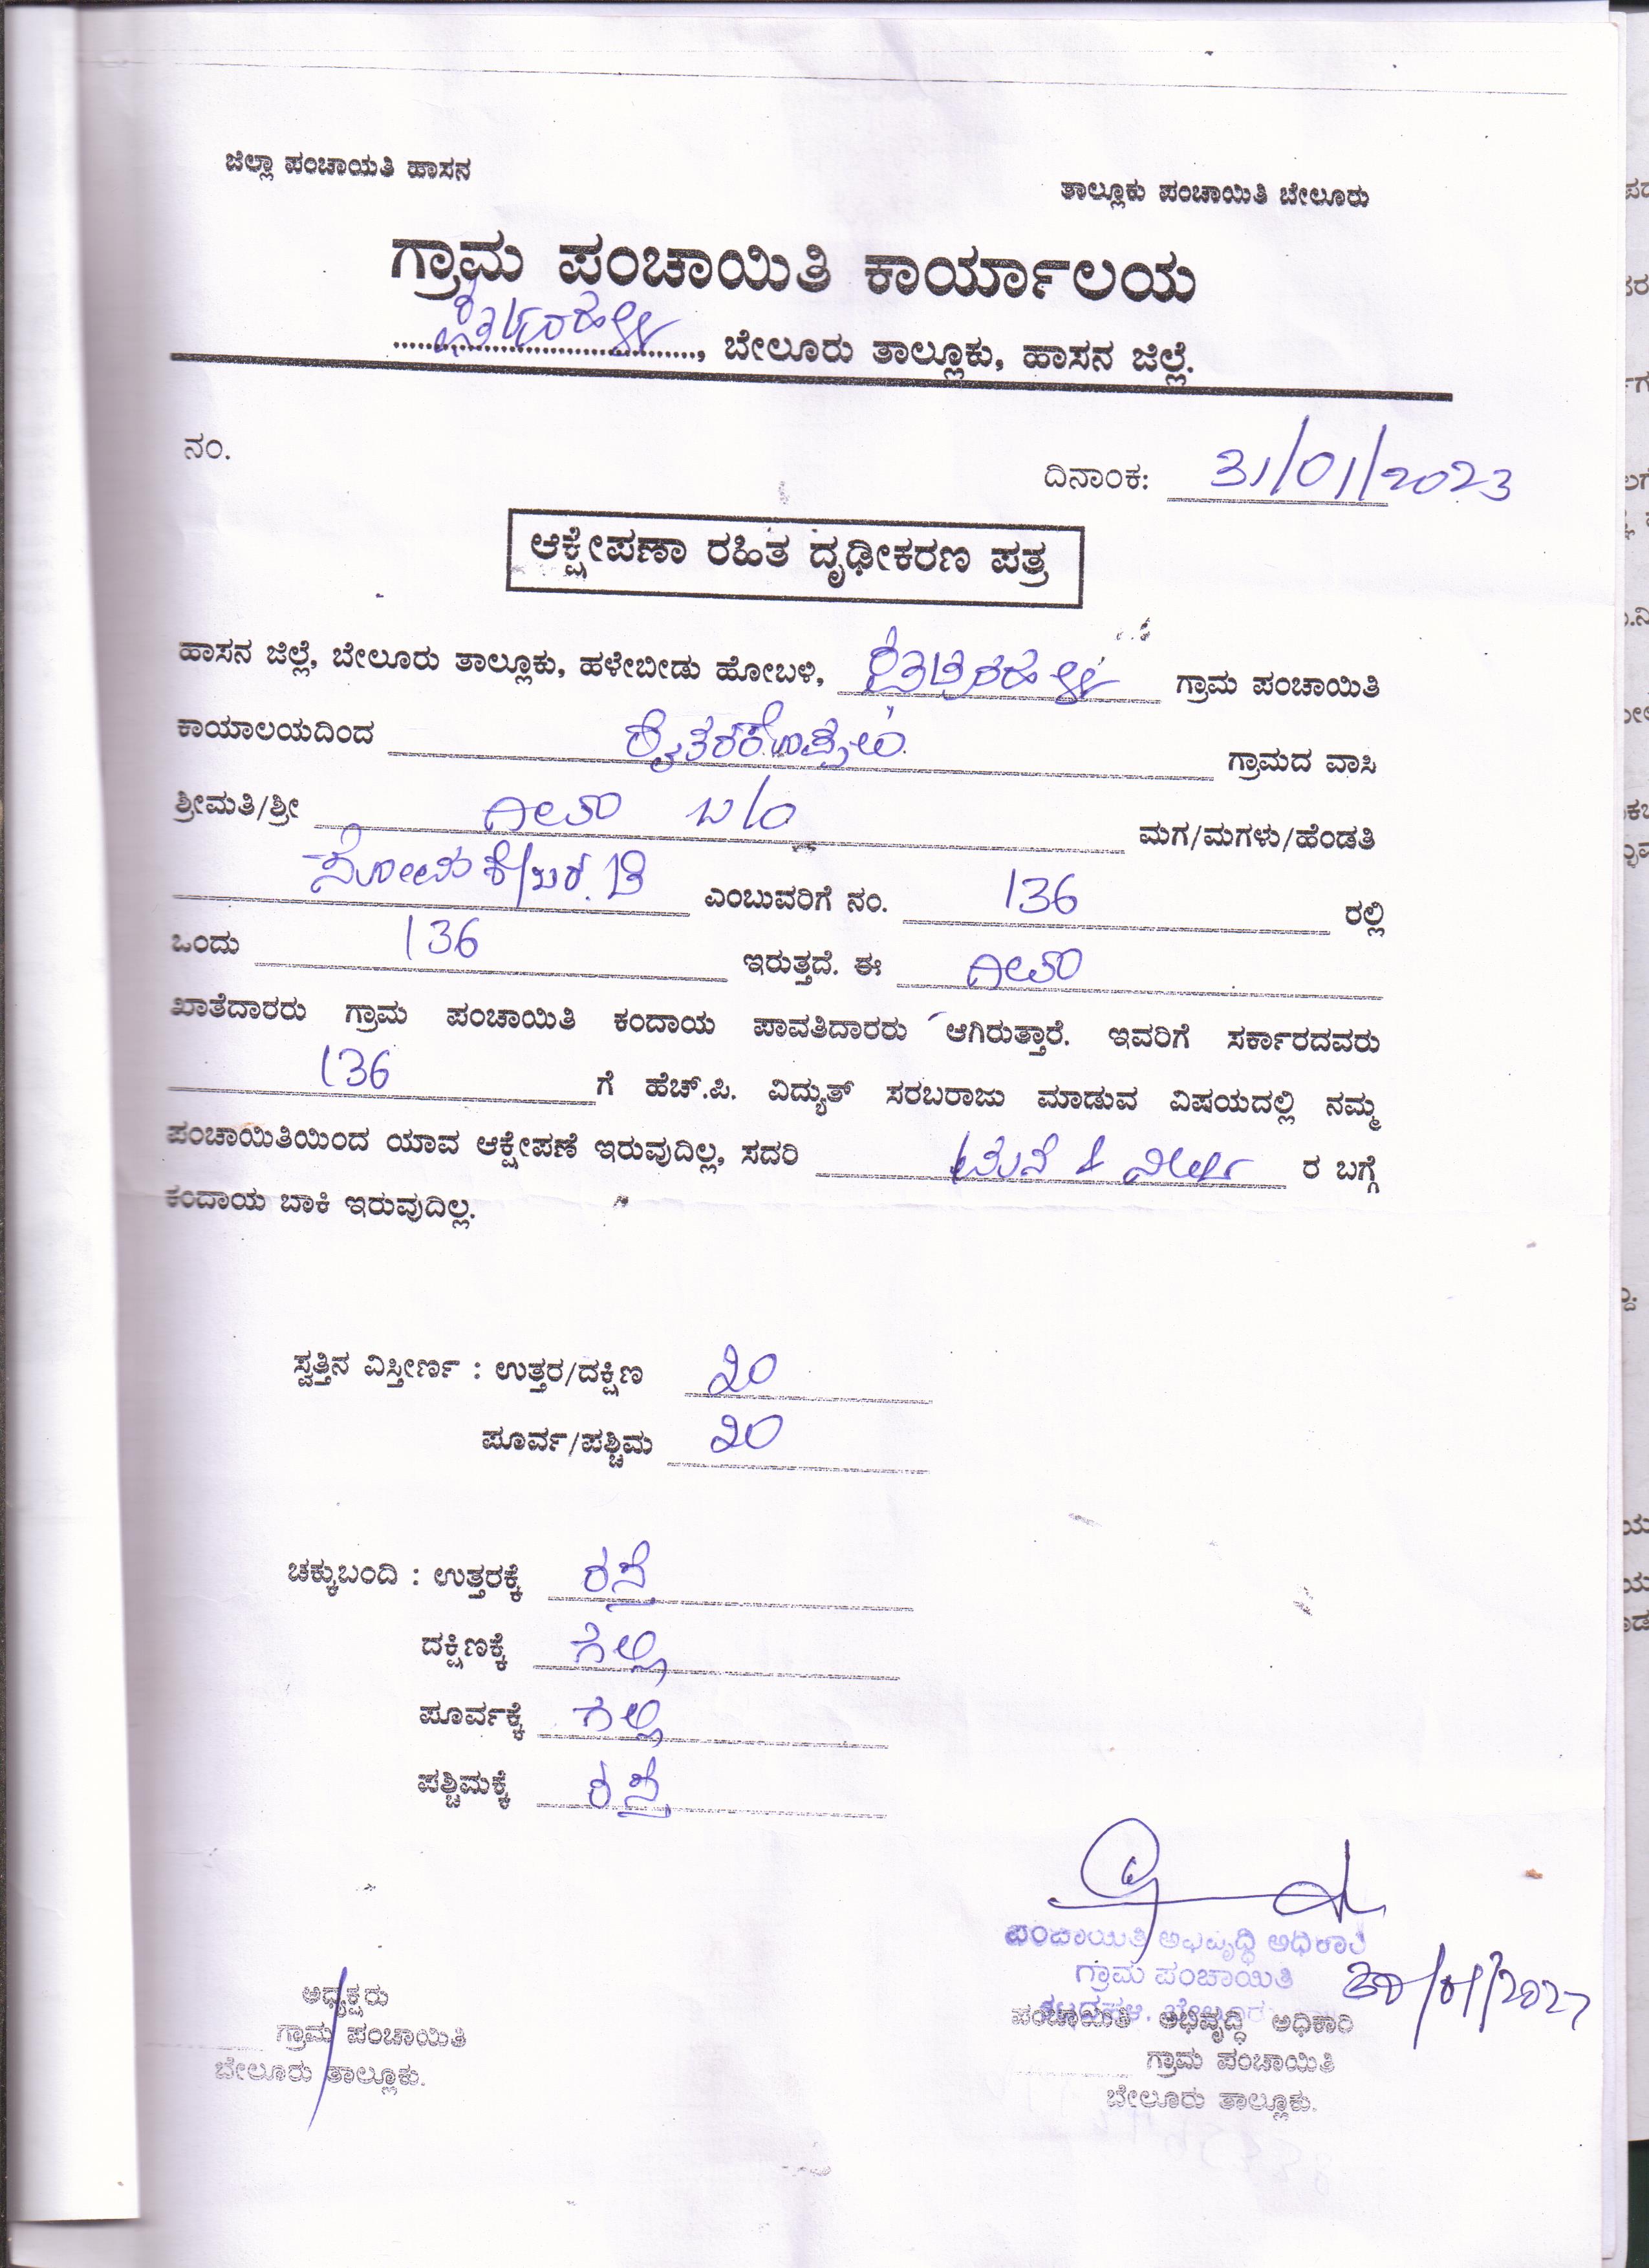 ಜಿಲ್ಲಾ ಪಂಚಾಯತಿ ಹಾಸನ
ತಾಲ್ಲೂಕು ಪಂಚಾಯಿತಿ ಬೇಲೂರು
ಗ್ರಾಮ ಪಂಚಾಯಿತಿ ಕಾರ್ಯಾಲಯ
, ಬೇಲೂರು ತಾಲ್ಲೂಕು, ಹಾಸನ ಜಿಲ್ಲೆ.
ನಂ.
ದಿನಾಂಕ: 31/01/2023
ಆಕ್ಷೇಪಣಾ ರಹಿತ ದೃಢೀಕರಣ ಪತ್ರ
ಹಾಸನ ಜಿಲ್ಲೆ, ಬೇಲೂರು ತಾಲ್ಲೂಕು, ಹಳೇಬೀಡು ಹೋಬಳಿ, ಗ್ರಾಮ ಪಂಚಾಯಿತಿ
ಕಾಯಾಲಯದಿಂದ ಗ್ರಾಮದ ವಾಸಿ
ಶ್ರೀಮತಿ/ಶ್ರೀ ಗೀತಾ ಮಗ/ಮಗಳು/ಹೆಂಡತಿ
ಎಂಬುವರಿಗೆ ನಂ. 136 ರಲ್ಲಿ
ಒಂದು 136 ಇರುತ್ತದೆ. ಈ ಗೀತಾ
ಖಾತೆದಾರರು ಗ್ರಾಮ ಪಂಚಾಯಿತಿ ಕಂದಾಯ ಪಾವತಿದಾರರು ಆಗಿರುತ್ತಾರೆ. ಇವರಿಗೆ ಸರ್ಕಾರದವರು
136 ಗೆ ಹೆಚ್.ಪಿ. ವಿದ್ಯುತ್ ಸರಬರಾಜು ಮಾಡುವ ವಿಷಯದಲ್ಲಿ ನಮ್ಮ
ಪಂಚಾಯಿತಿಯಿಂದ ಯಾವ ಆಕ್ಷೇಪಣೆ ಇರುವುದಿಲ್ಲ, ಸದರಿ ಮನೆ & ನೀರಿನ ರ ಬಗ್ಗೆ
ಕಂದಾಯ ಬಾಕಿ ಇರುವುದಿಲ್ಲ.
ಸ್ವತ್ತಿನ ವಿಸ್ತೀರ್ಣ : ಉತ್ತರ/ದಕ್ಷಿಣ 20
ಪೂರ್ವ/ಪಶ್ಚಿಮ 20
ಚಕ್ಕುಬಂದಿ : ಉತ್ತರಕ್ಕೆ ರಸ್ತೆ
ದಕ್ಷಿಣಕ್ಕೆ ಗಲ್ಲಿ
ಪೂರ್ವಕ್ಕೆ ಗಲ್ಲಿ
ಪಶ್ಚಿಮಕ್ಕೆ ರಸ್ತೆ
ಪಂಚಾಯಿತಿ ಅಭಿವೃದ್ಧಿ ಅಧಿಕಾರಿ
ಗ್ರಾಮ ಪಂಚಾಯಿತಿ
ಅಧ್ಯಕ್ಷರು
ಗ್ರಾಮ ಪಂಚಾಯಿತಿ
ಬೇಲೂರು ತಾಲ್ಲೂಕು.
ಪಂಚಾಯಿತಿ ಅಭಿವೃದ್ಧಿ ಅಧಿಕಾರಿ
ಗ್ರಾಮ ಪಂಚಾಯಿತಿ
ಬೇಲೂರು ತಾಲ್ಲೂಕು.